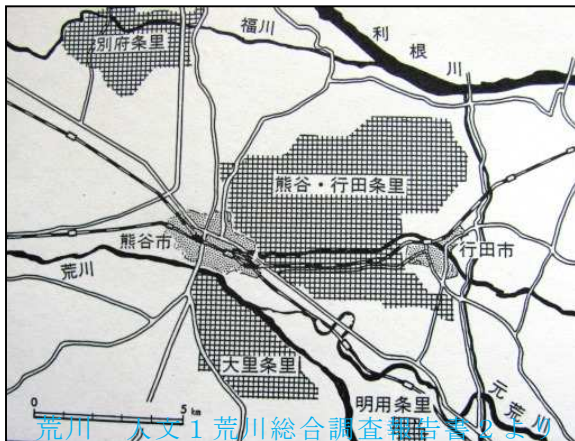 福川
利根川
別府条里
熊谷・行田条里
熊谷市
行田市
荒川
大里条里
明用条里
元荒川
0 5 km
荒川 人文1荒川総合調査報告書2より